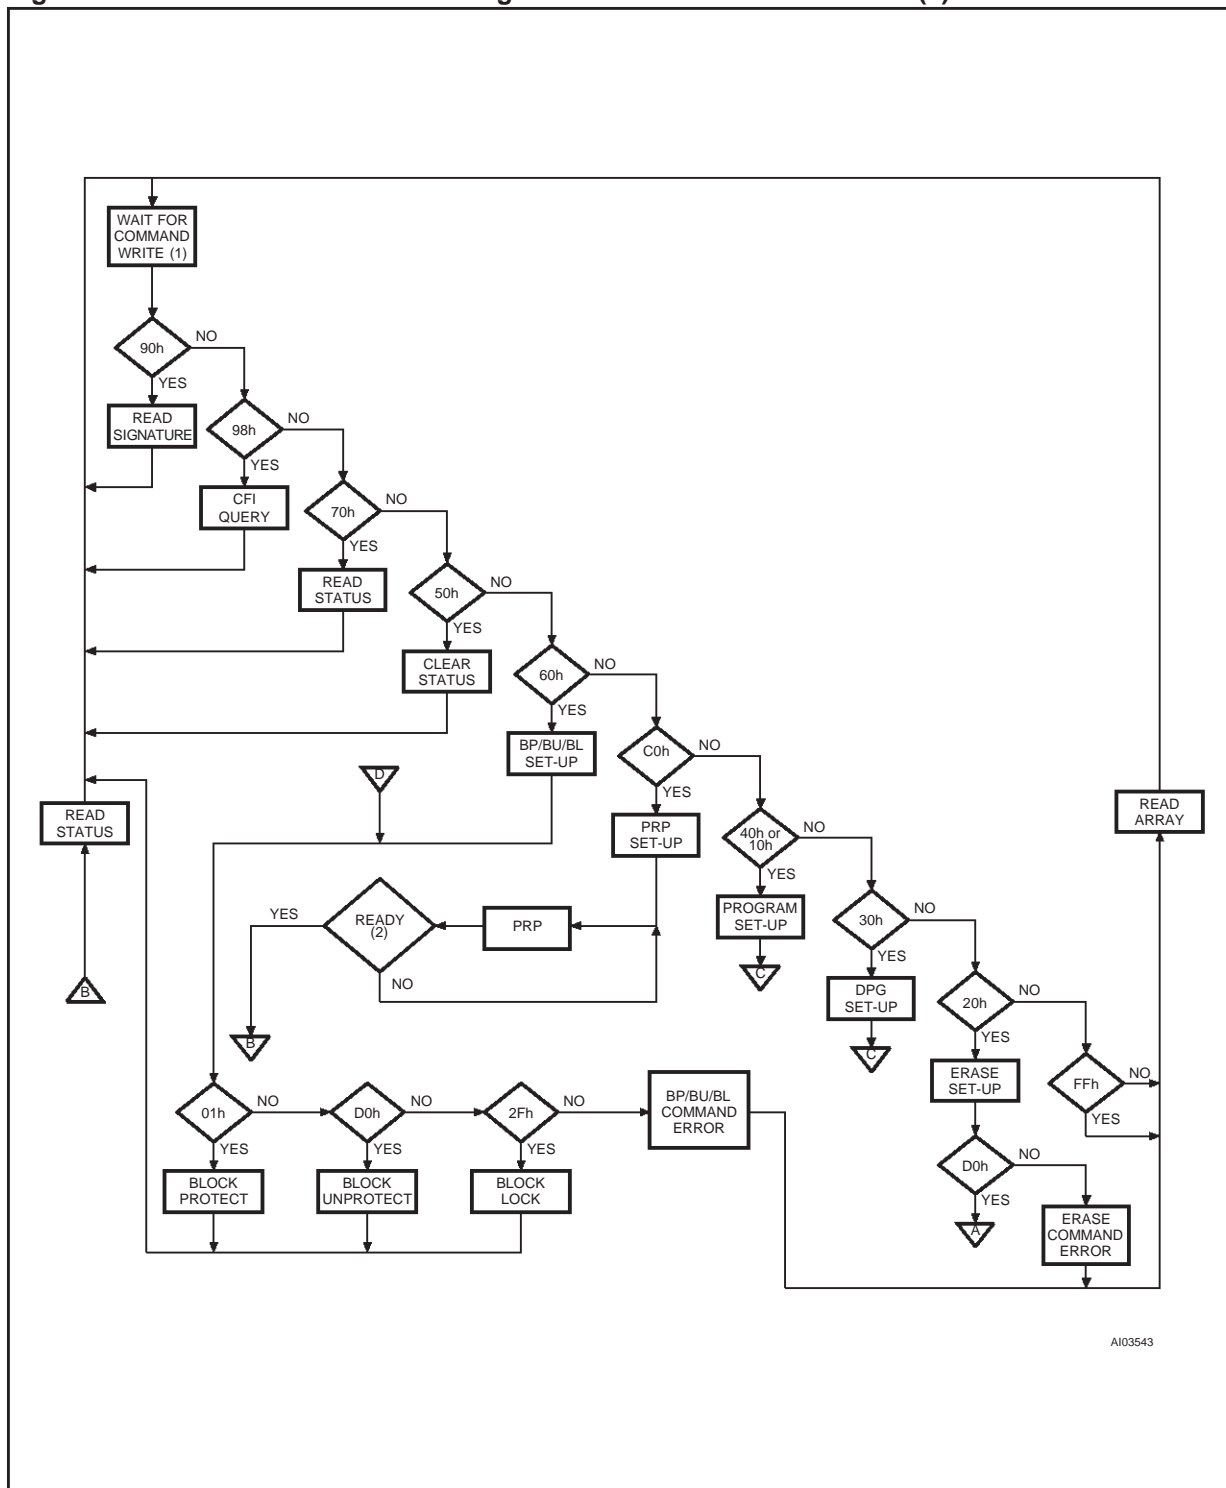 WAIT FOR
COMMAND
WRITE (1)
90h
NO
YES
READ
SIGNATURE
98h
NO
YES
CFI
QUERY
70h
NO
YES
READ
STATUS
50h
NO
YES
CLEAR
STATUS
60h
NO
YES
BP/BU/BL
SET-UP
C0h
NO
YES
PRP
SET-UP
D
READ
STATUS
B
40h or
10h
NO
YES
PROGRAM
SET-UP
C
READ
ARRAY
YES
READY
(2)
NO
PRP
B
30h
NO
YES
DPG
SET-UP
C
20h
NO
YES
ERASE
SET-UP
FFh
NO
YES
01h
NO
YES
BLOCK
PROTECT
D0h
NO
YES
BLOCK
UNPROTECT
2Fh
NO
YES
BLOCK
LOCK
BP/BU/BL
COMMAND
ERROR
D0h
NO
YES
A
ERASE
COMMAND
ERROR
AI03543